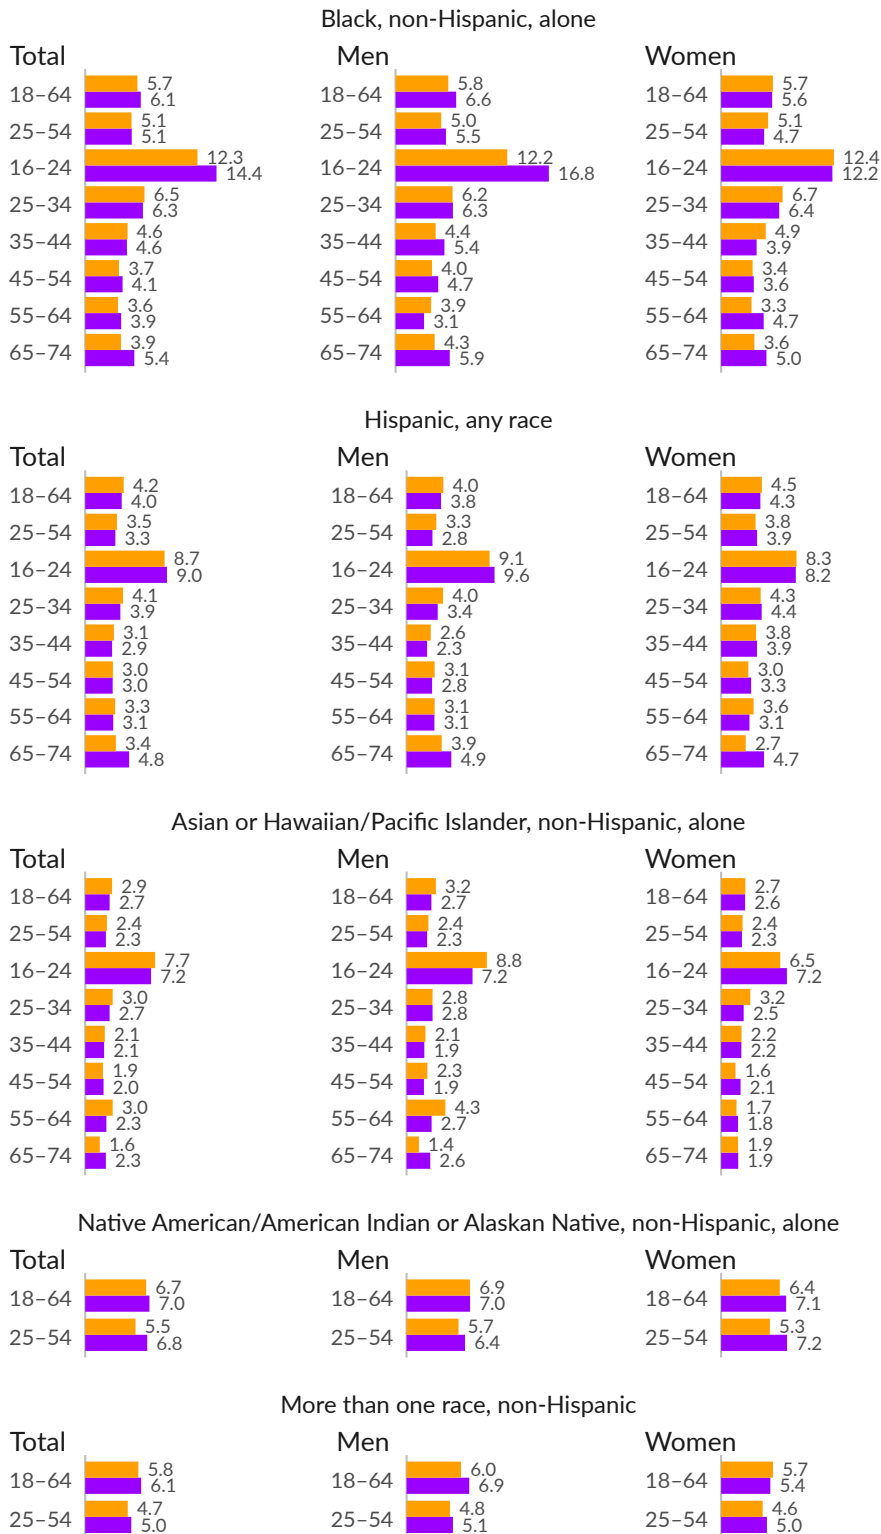 Black, non-Hispanic, alone
Total Men Women
5.7 5.8 5.7
18–64 6.1 18–64 6.6 18–64 5.6
5.1 5.0 5.1
25–54 5.1 25–54 5.5 25–54 4.7
12.3 12.2 12.4
16–24 14.4 16–24 16.8 16–24 12.2
6.5 6.2 6.7
25–34 6.3 25–34 6.3 25–34 6.4
4.6 4.4 4.9
35–44 4.6 35–44 5.4 35–44 3.9
3.7 4.0 3.4
45–54 4.1 45–54 4.7 45–54 3.6
3.6 3.9 3.3
55–64 3.9 55–64 3.1 55–64 4.7
3.9 4.3 3.6
65–74 5.4 65–74 5.9 65–74 5.0
Hispanic, any race
Total Men Women
4.2 4.0 4.5
18–64 4.0 18–64 3.8 18–64 4.3
3.5 3.3 3.8
25–54 3.3 25–54 2.8 25–54 3.9
8.7 9.1 8.3
16–24 9.0 16–24 9.6 16–24 8.2
4.1 4.0 4.3
25–34 3.9 25–34 3.4 25–34 4.4
3.1 2.6 3.8
35–44 2.9 35–44 2.3 35–44 3.9
3.0 3.1 3.0
45–54 3.0 45–54 2.8 45–54 3.3
3.3 3.1 3.6
55–64 3.1 55–64 3.1 55–64 3.1
3.4 3.9 2.7
65–74 4.8 65–74 4.9 65–74 4.7
Asian or Hawaiian/Pacific Islander, non-Hispanic, alone
Total Men Women
2.9 3.2 2.7
18–64 2.7 18–64 2.7 18–64 2.6
2.4 2.4 2.4
25–54 2.3 25–54 2.3 25–54 2.3
7.7 8.8 6.5
16–24 7.2 16–24 7.2 16–24 7.2
3.0 2.8 3.2
25–34 2.7 25–34 2.8 25–34 2.5
2.1 2.1 2.2
35–44 2.1 35–44 1.9 35–44 2.2
1.9 2.3 1.6
45–54 2.0 45–54 1.9 45–54 2.1
3.0 4.3 1.7
55–64 2.3 55–64 2.7 55–64 1.8
1.6 1.4 1.9
65–74 2.3 65–74 2.6 65–74 1.9
Native American/American Indian or Alaskan Native, non-Hispanic, alone
Total Men Women
6.7 6.9 6.4
18–64 7.0 18–64 7.0 18–64 7.1
5.5 5.7 5.3
25–54 6.8 25–54 6.4 25–54 7.2
More than one race, non-Hispanic
Total Men Women
5.8 6.0 5.7
18–64 6.1 18–64 6.9 18–64 5.4
4.7 4.8 4.6
25–54 5.0 25–54 5.1 25–54 5.0